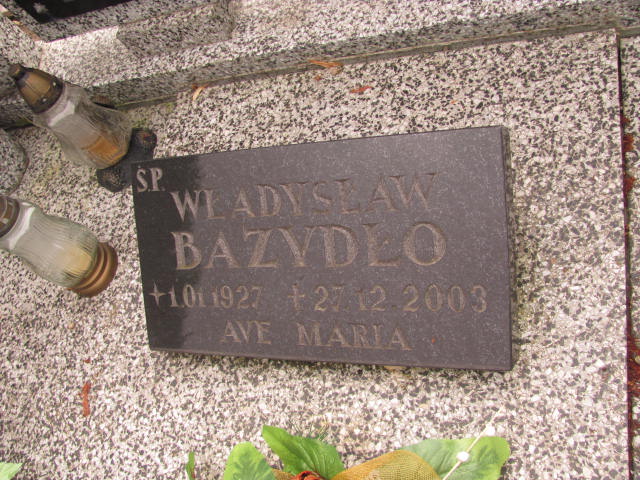 Ś.P.
WŁADYSŁAW
BAZYDŁO
*1.01.1927 +27.12.2003
AVE MARIA